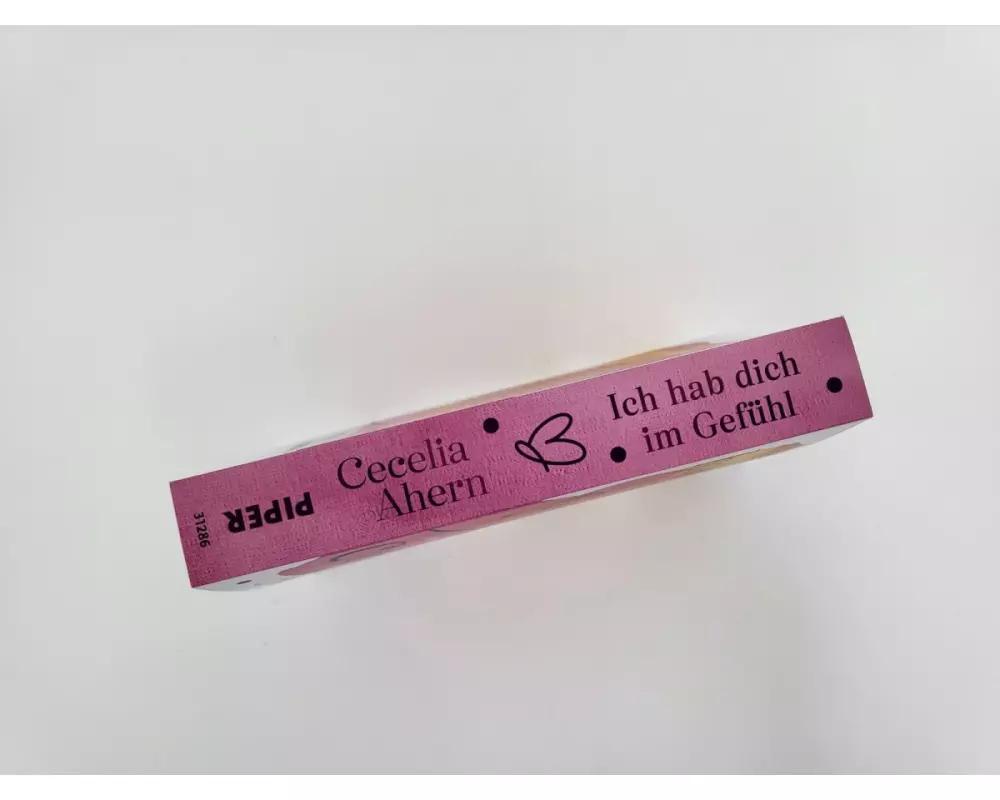 Cecelia
Ahern
Ich hab dich
im Gefühl
PIPER
31286